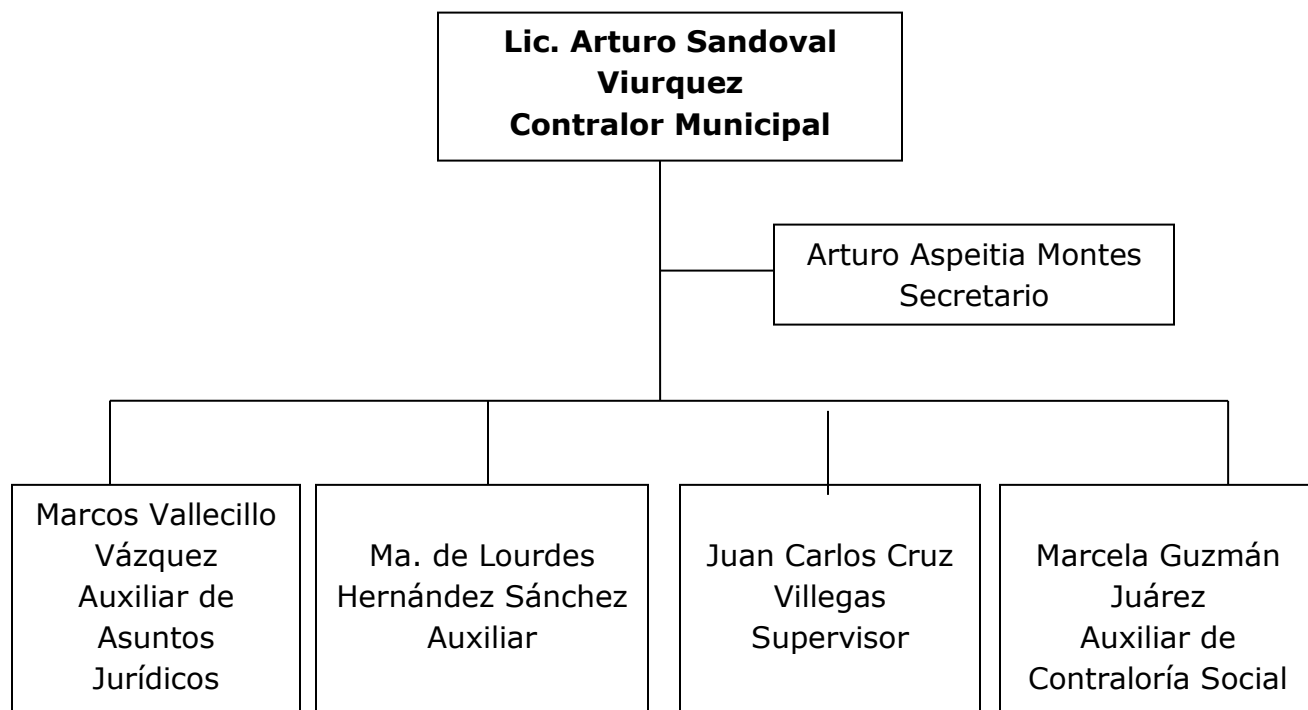 Lic. Arturo Sandoval
Viurquez
Contralor Municipal
Arturo Aspeitia Montes
Secretario
Marcos Vallecillo
Vázquez
Auxiliar de
Asuntos
Jurídicos
Ma. de Lourdes
Hernández Sánchez
Auxiliar
Juan Carlos Cruz
Villegas
Supervisor
Marcela Guzmán
Juárez
Auxiliar de
Contraloría Social